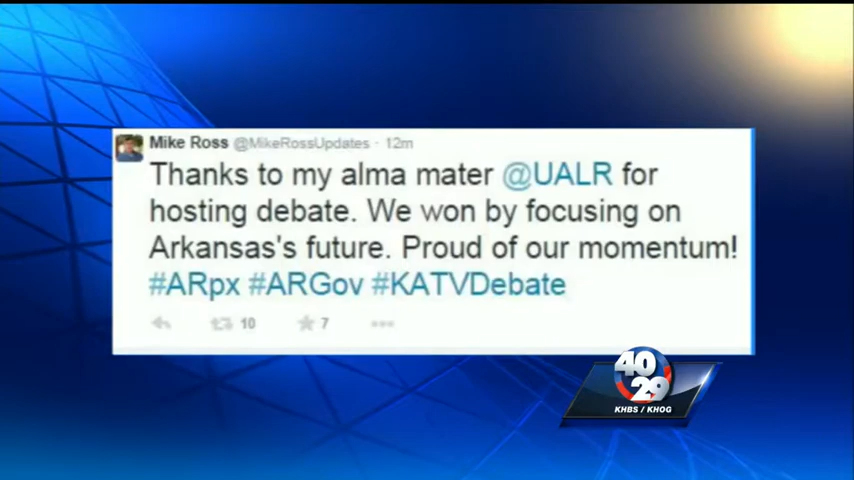 Mike Ross @MikeRossUpdates · 12m
Thanks to my alma mater @UALR for
hosting debate. We won by focusing on
Arkansas's future. Proud of our momentum!
#ARpx #ARGov #KATVDebate
10 7
40
29
KHBS / KHOG